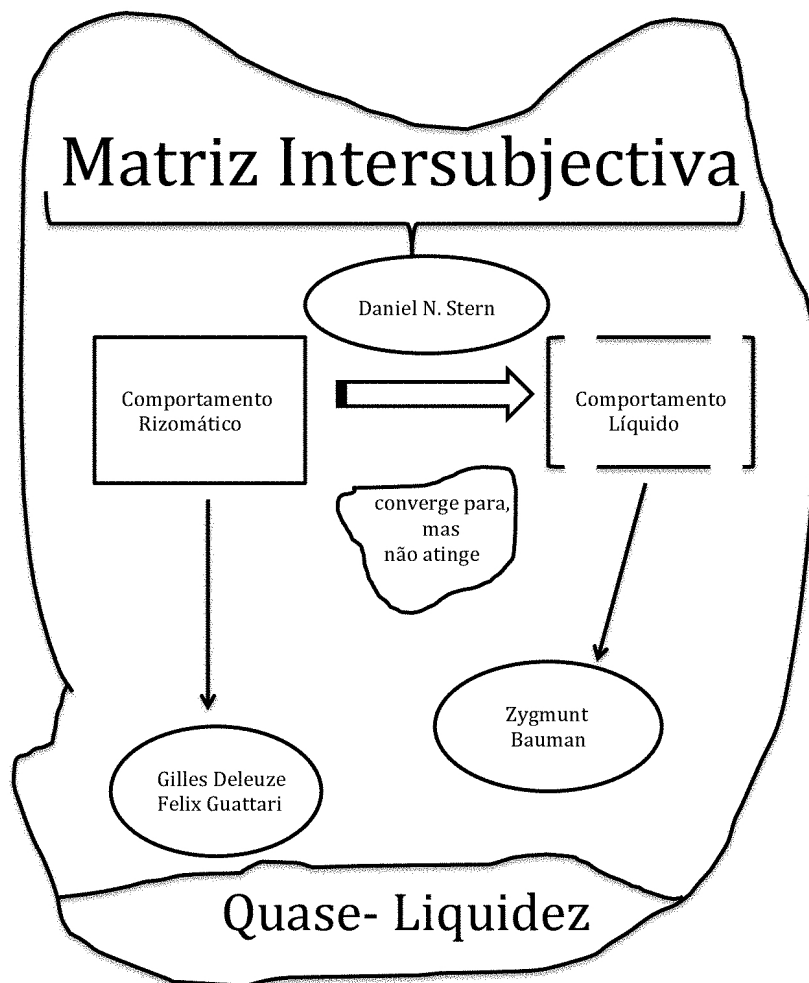 Matriz Intersubjectiva
Daniel N. Stern
Comportamento
Rizomático
Comportamento
Líquido
converge para,
mas
não atinge
Zygmunt
Bauman
Gilles Deleuze
Felix Guattari
Quase- Liquidez